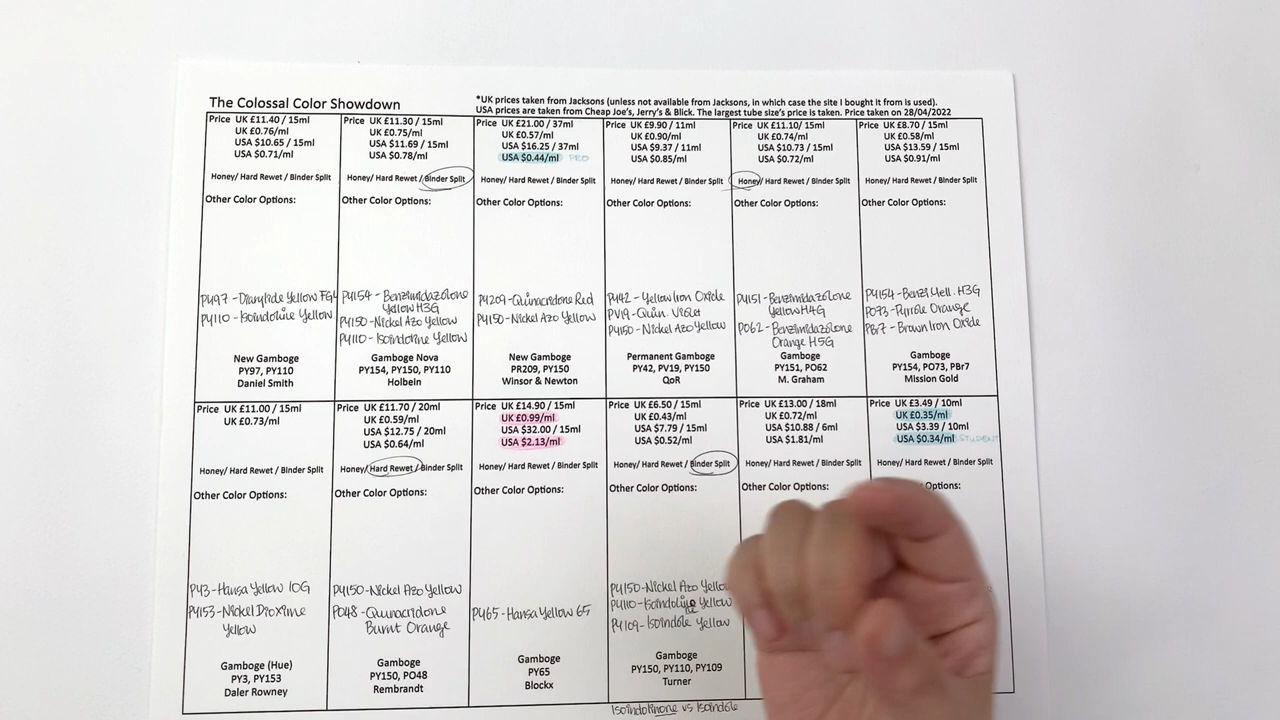 The Colossal Color Showdown
*UK prices taken from Jacksons (unless not available from Jacksons, in which case the site I bought it from is used).
USA prices are taken from Cheap Joe's, Jerry's & Blick. The largest tube size's price is taken. Price taken on 28/04/2022
Price UK £11.40 / 15ml
UK £0.76/ml
USA $10.65 / 15ml
USA $0.71/ml
Honey/ Hard Rewet / Binder Split
Other Color Options:
PY97 - Diarylide Yellow FGL
PY110 - Isoindoline Yellow
New Gamboge
PY97, PY110
Daniel Smith
Price UK £11.30 / 15ml
UK £0.75/ml
USA $11.69 / 15ml
USA $0.78/ml
Honey/ Hard Rewet / Binder Split
Other Color Options:
PY154 - Benzimidazolone
Yellow H3G
PY150 - Nickel Azo Yellow
PY110 - Isoindoline Yellow
Gamboge Nova
PY154, PY150, PY110
Holbein
Price UK £21.00 / 37ml
UK £0.57/ml
USA $16.25 / 37ml
USA $0.44/ml PRO
Honey/ Hard Rewet / Binder Split
Other Color Options:
PY209 - Quinacridone Red
PY150 - Nickel Azo Yellow
New Gamboge
PR209, PY150
Winsor & Newton
Price UK £9.90 / 11ml
UK £0.90/ml
USA $9.37 / 11ml
USA $0.85/ml
Honey/ Hard Rewet / Binder Split
Other Color Options:
PY42 - Yellow Iron Oxide
PV19 - Quin. Violet
PY150 - Nickel Azo Yellow
Permanent Gamboge
PY42, PV19, PY150
QoR
Price UK £11.10/ 15ml
UK £0.74/ml
USA $10.73 / 15ml
USA $0.72/ml
Honey/ Hard Rewet / Binder Split
Other Color Options:
PY151 - Benzimidazolone
Yellow H4G
PO62 - Benzimidazolone
Orange H5G
Gamboge
PY151, PO62
M. Graham
Price UK £8.70 / 15ml
UK £0.58/ml
USA $13.59 / 15ml
USA $0.91/ml
Honey/ Hard Rewet / Binder Split
Other Color Options:
PY154 - Benzi Yell. H3G
PO73 - Pyrrole Orange
PBr7 - Brown Iron Oxide
Gamboge
PY154, PO73, PBr7
Mission Gold
Price UK £11.00 / 15ml
UK £0.73/ml
Honey/ Hard Rewet / Binder Split
Other Color Options:
PY3 - Hansa Yellow 10G
PY153 - Nickel Dioxime
Yellow
Gamboge (Hue)
PY3, PY153
Daler Rowney
Price UK £11.70 / 20ml
UK £0.59/ml
USA $12.75 / 20ml
USA $0.64/ml
Honey/ Hard Rewet / Binder Split
Other Color Options:
PY150 - Nickel Azo Yellow
PO48 - Quinacridone
Burnt Orange
Gamboge
PY150, PO48
Rembrandt
Price UK £14.90 / 15ml
UK £0.99/ml
USA $32.00 / 15ml
USA $2.13/ml
Honey/ Hard Rewet / Binder Split
Other Color Options:
PY65 - Hansa Yellow 65
Gamboge
PY65
Blockx
Price UK £6.50 / 15ml
UK £0.43/ml
USA $7.79 / 15ml
USA $0.52/ml
Honey/ Hard Rewet / Binder Split
Other Color Options:
PY150 - Nickel Azo Yellow
PY110 - Isoindoline Yellow
PY109 - Isoindole Yellow
Gamboge
PY150, PY110, PY109
Turner
Isoindolinone vs Isoindole
Price UK £13.00 / 18ml
UK £0.72/ml
USA $10.88 / 6ml
USA $1.81/ml
Honey/ Hard Rewet / Binder Split
Other Color Options:
Price UK £3.49 / 10ml
UK £0.35/ml
USA $3.39 / 10ml
USA $0.34/ml STUDENT
Honey/ Hard Rewet / Binder Split
Options: